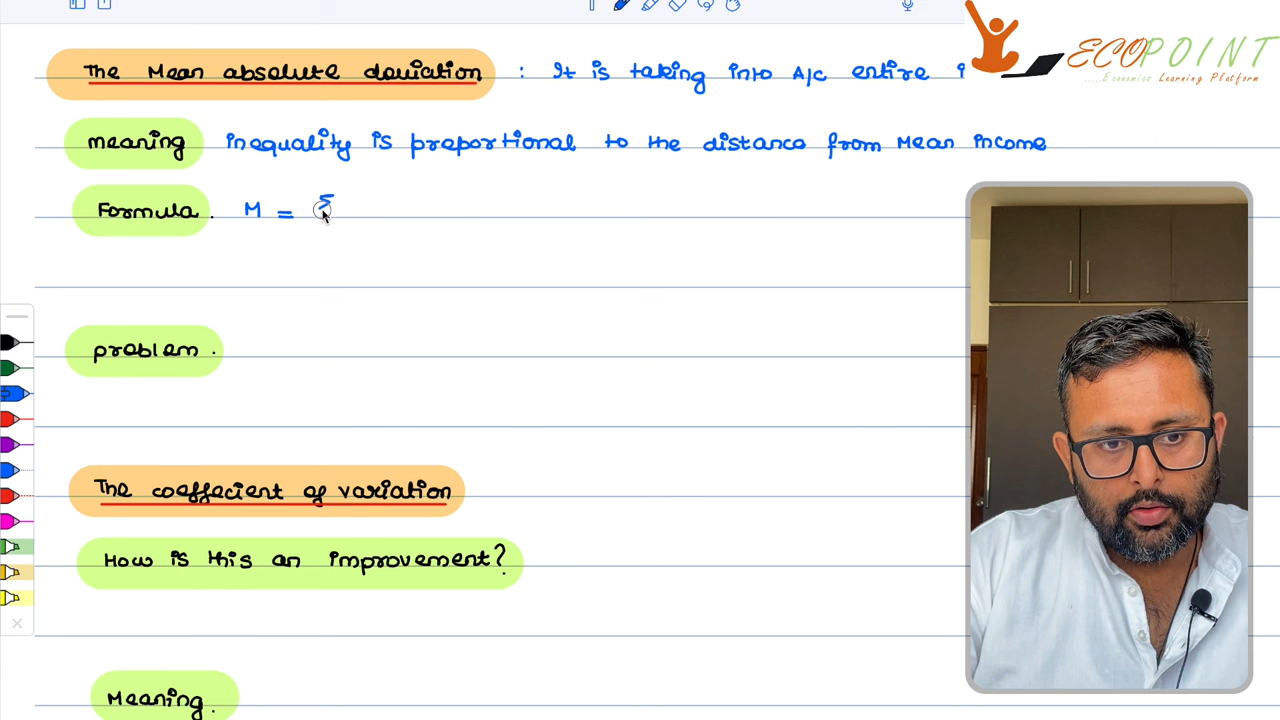 ECOPOINT
.....Economics Learning Platform
The Mean absolute deviation : It is taking into A/c entire
meaning inequality is preportional to the distance from Mean income
Formula. M = Σ
problem.
The coeffecient of variation
How is this an improvement?
Meaning.